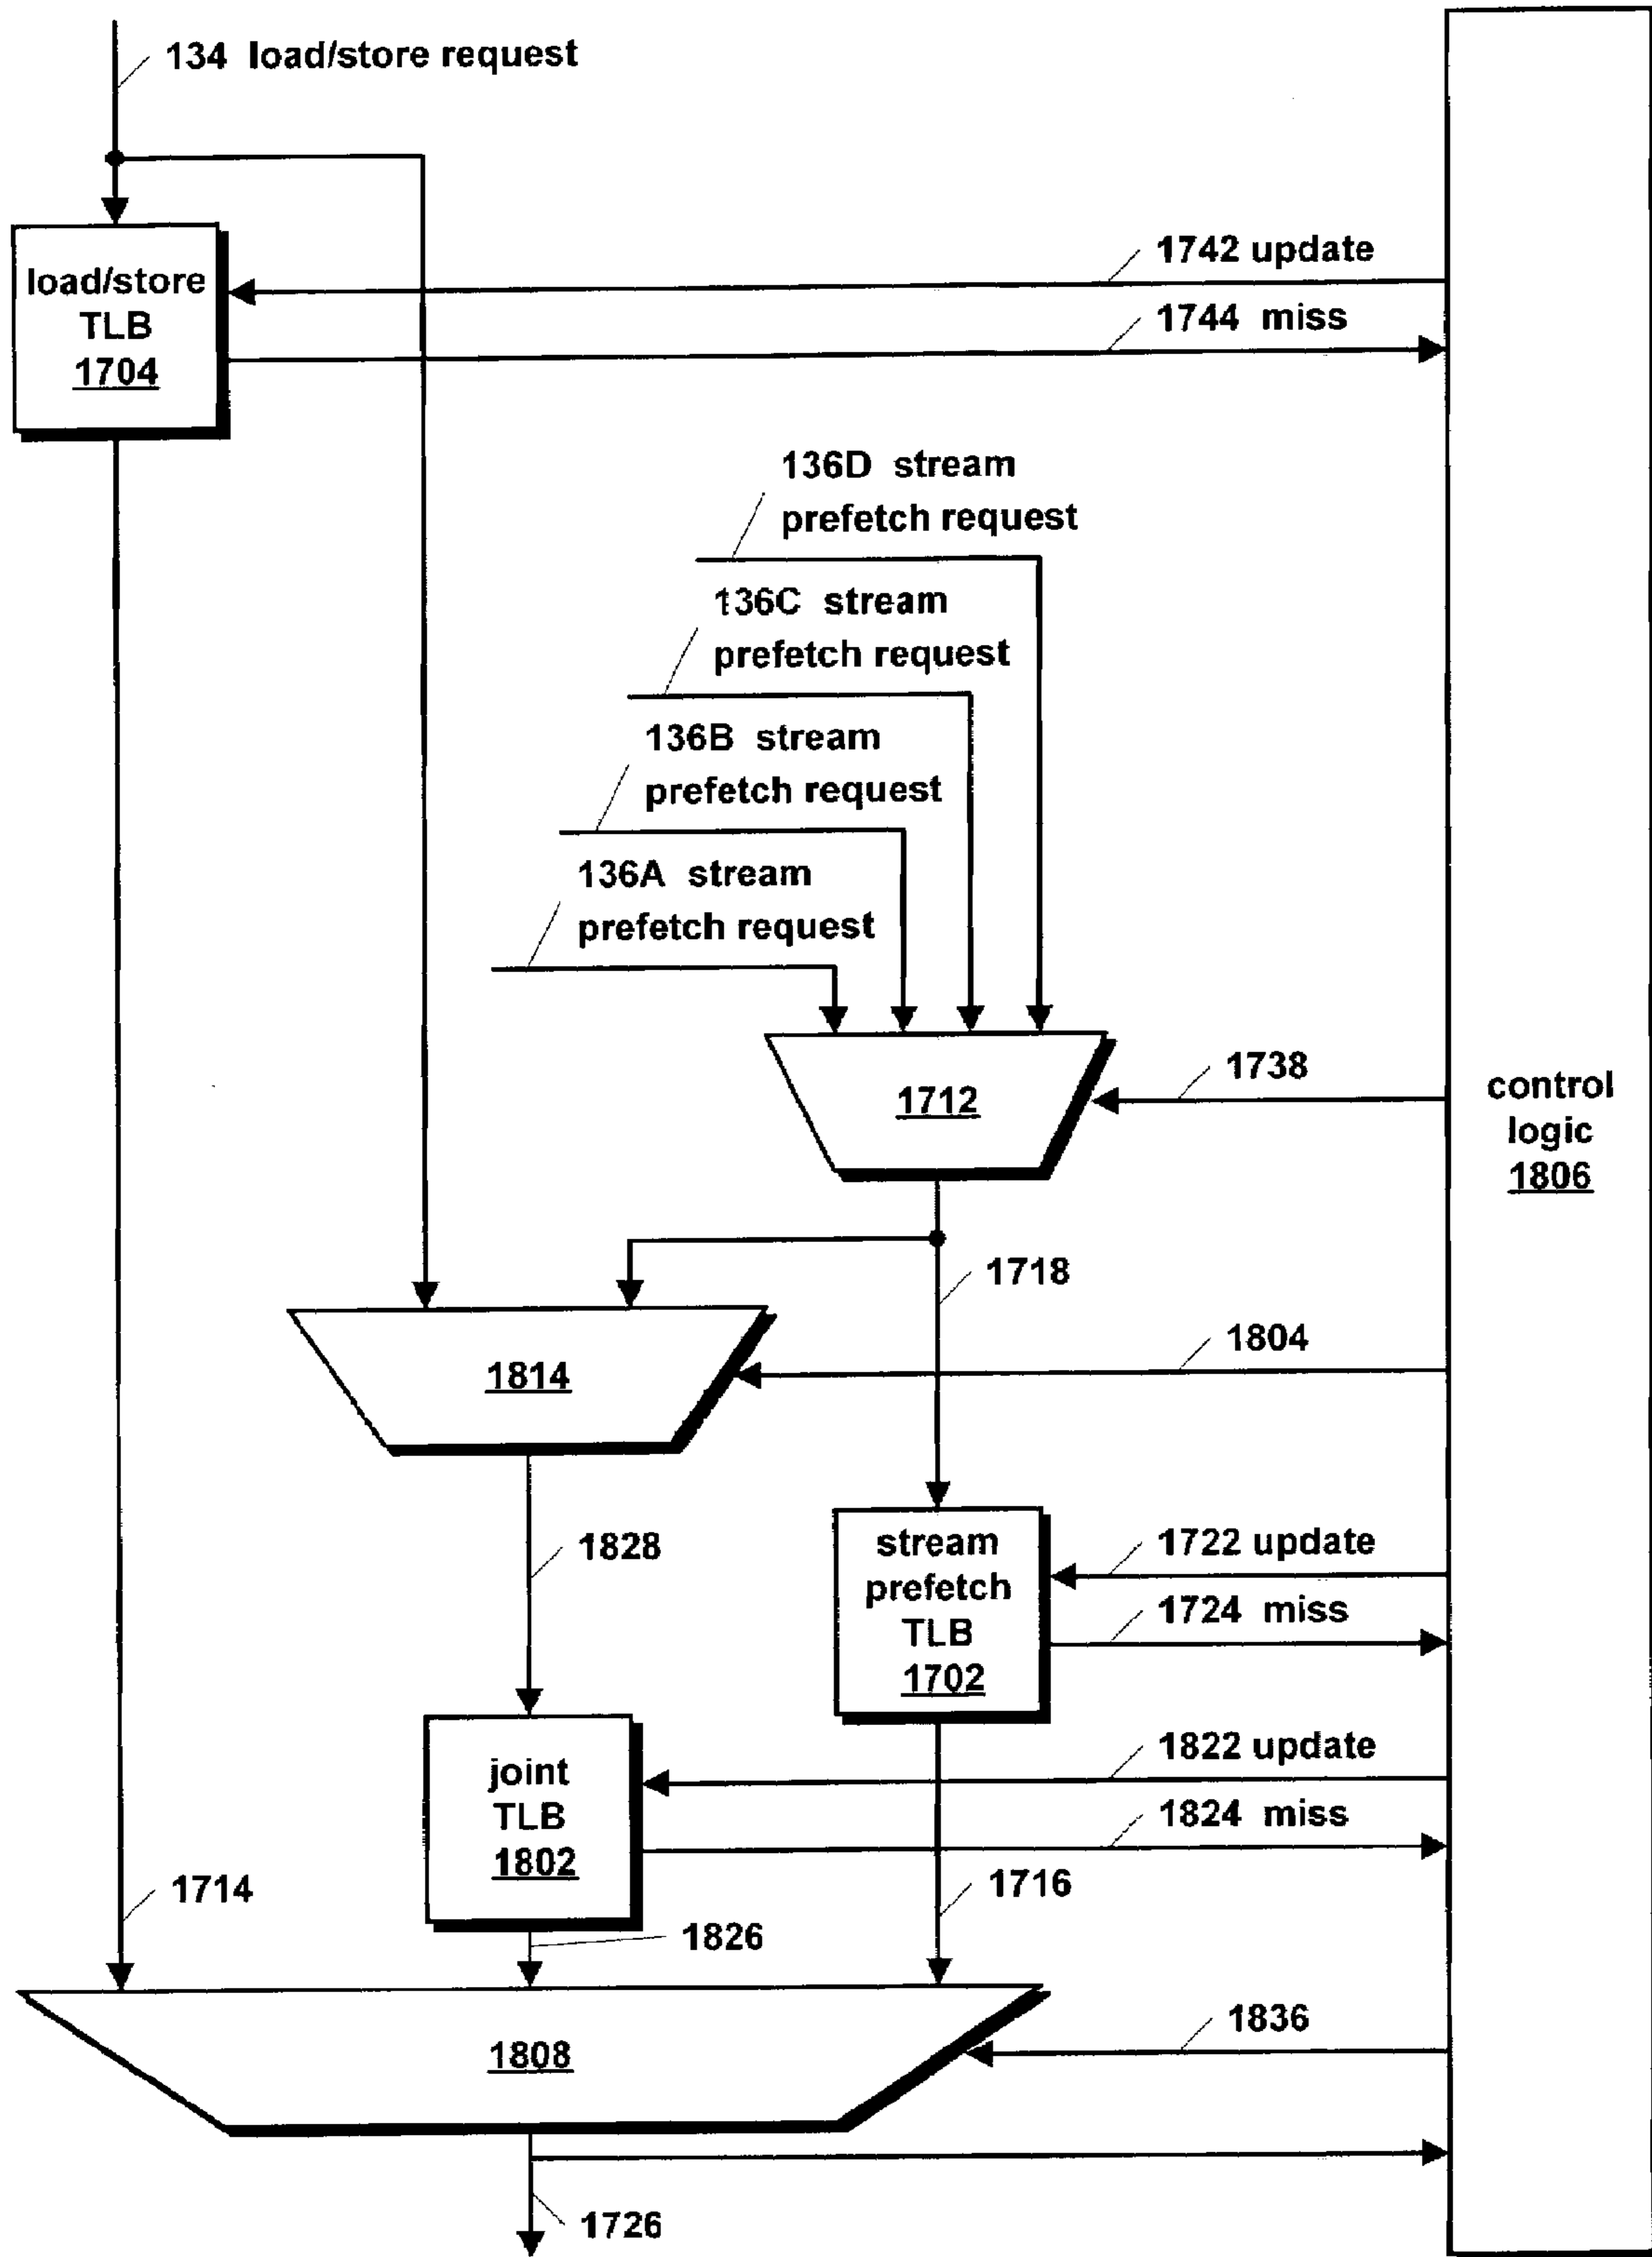 134 load/store request
load/store
TLB
1704
1742 update
1744 miss
136D stream
prefetch request
136C stream
prefetch request
136B stream
prefetch request
136A stream
prefetch request
1712
1738
control
logic
1806
1718
1814
1804
1828
stream
prefetch
TLB
1702
1722 update
1724 miss
joint
TLB
1802
1822 update
1824 miss
1714
1716
1826
1808
1836
1726